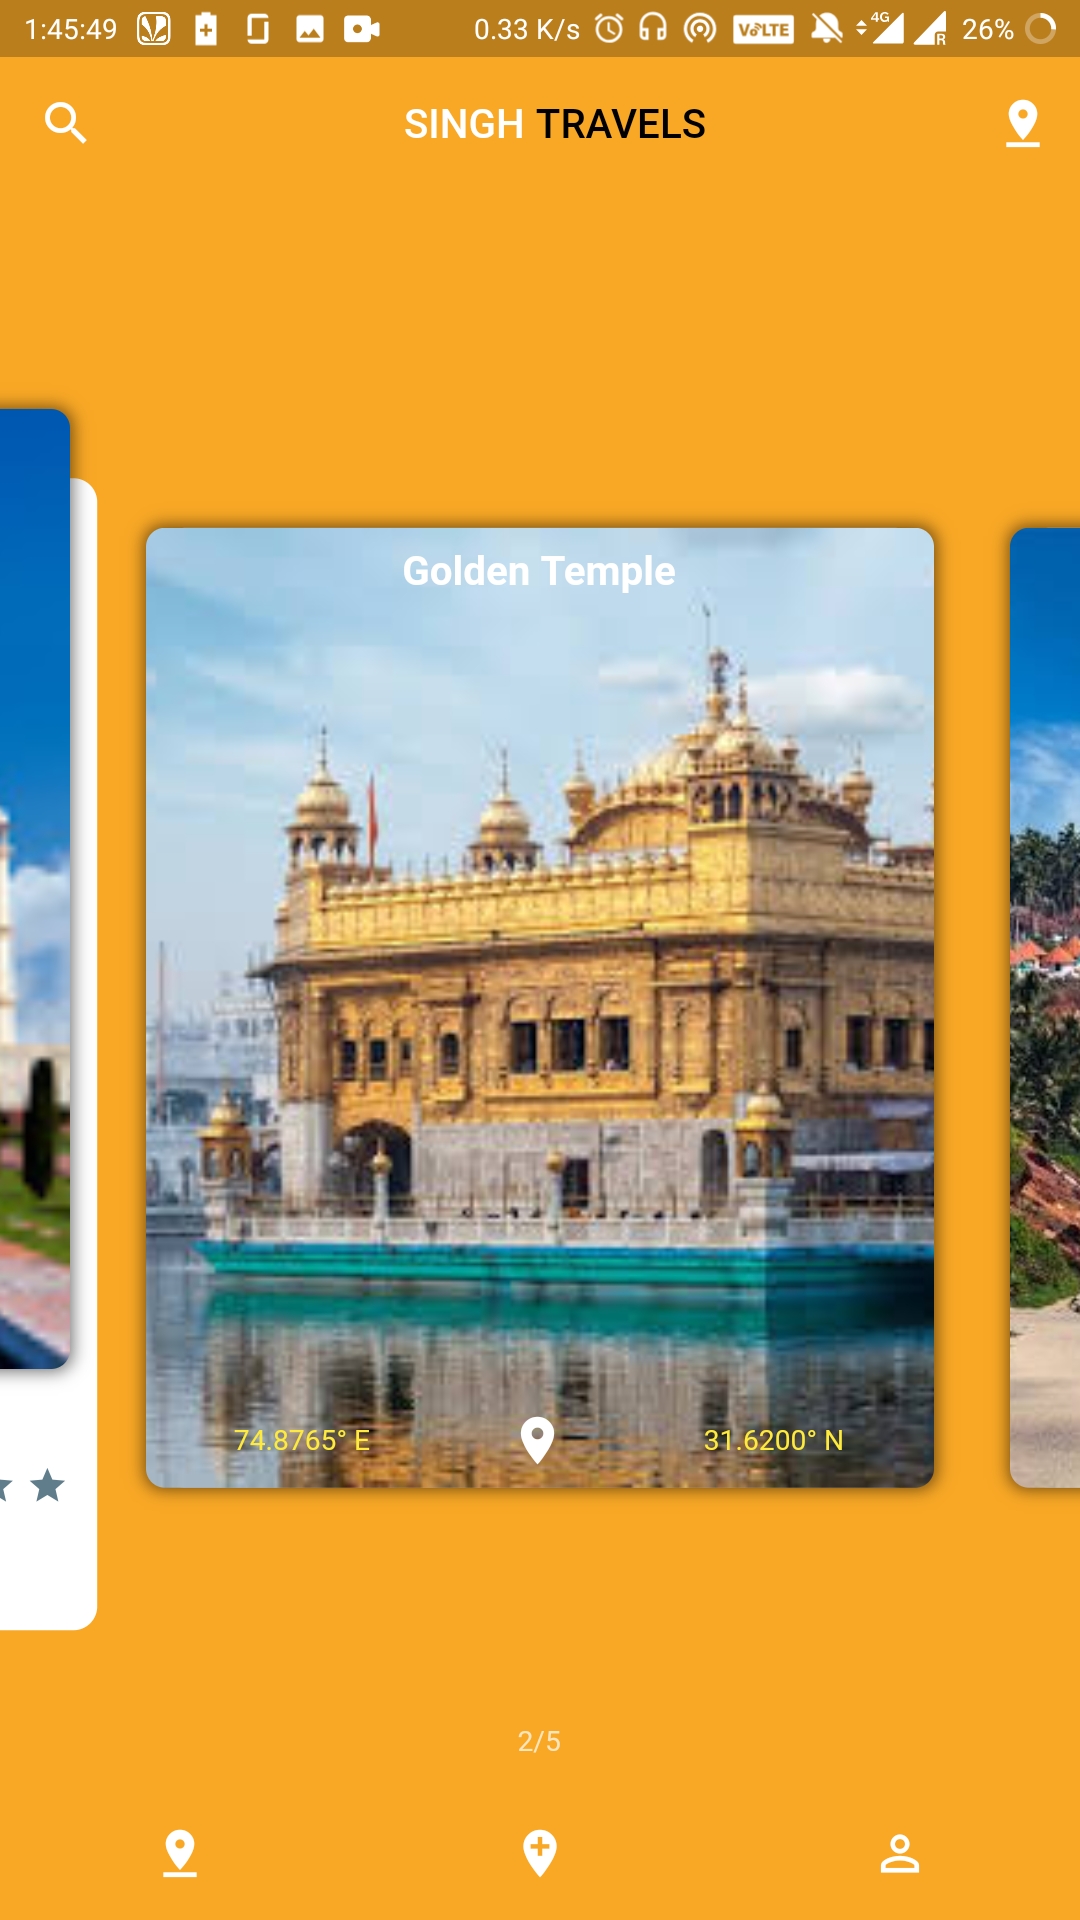 1:45:49 0.33 K/s VoLTE 4G R 26%
SINGH TRAVELS
Golden Temple
74.8765° E 31.6200° N
2/5